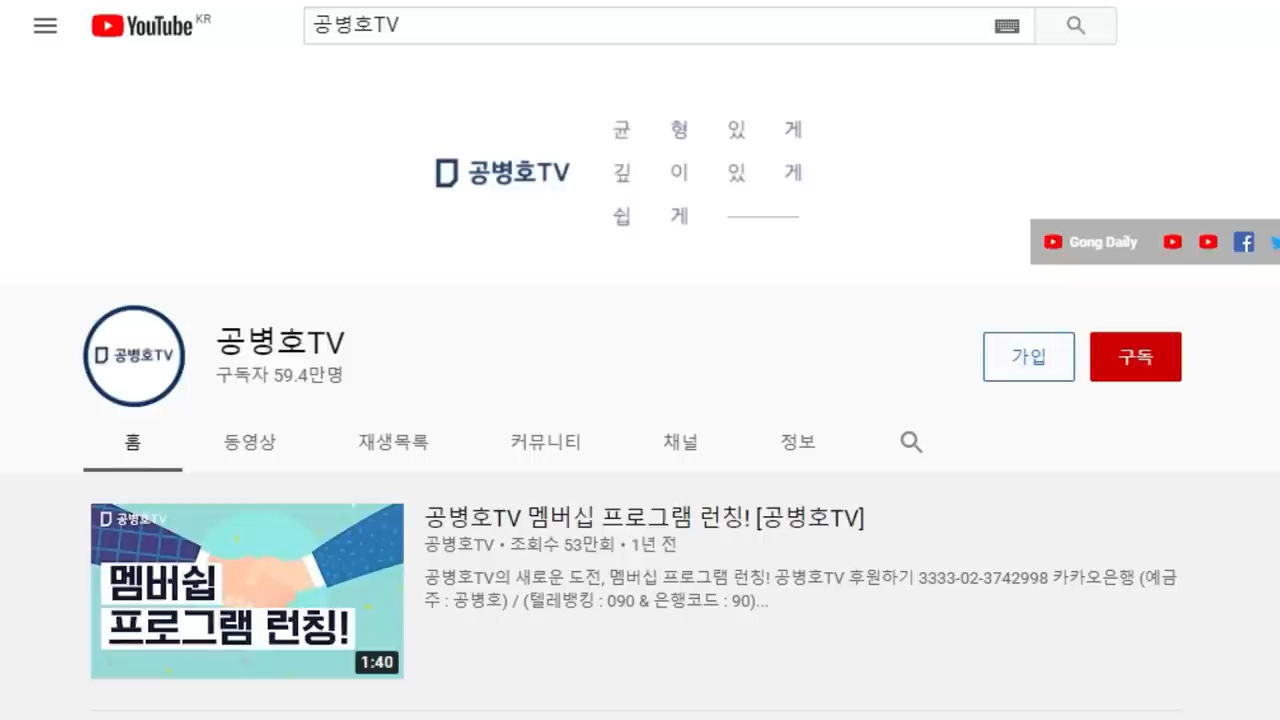 YouTube KR
공병호TV
균 형 있 게
공병호TV
깊 이 있 게
쉽 게
Gong Daily
공병호TV
공병호TV
구독자 59.4만명
가입
구독
홈
동영상
재생목록
커뮤니티
채널
정보
공병호TV
멤버쉽
프로그램 런칭!
1:40
공병호TV 멤버십 프로그램 런칭! [공병호TV]
공병호TV • 조회수 53만회 • 1년 전
공병호TV의 새로운 도전, 멤버십 프로그램 런칭! 공병호TV 후원하기 3333-02-3742998 카카오은행 (예금
주 : 공병호) / (텔레뱅킹 : 090 & 은행코드 : 90)...